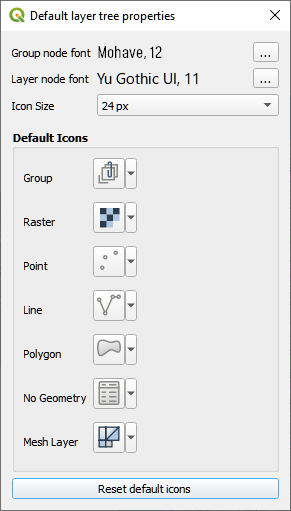 Default layer tree properties
Group node font Mohave, 12 ...
Layer node font Yu Gothic UI, 11 ...
Icon Size 24 px
Default Icons
Group
Raster
Point
Line
Polygon
No Geometry
Mesh Layer
Reset default icons